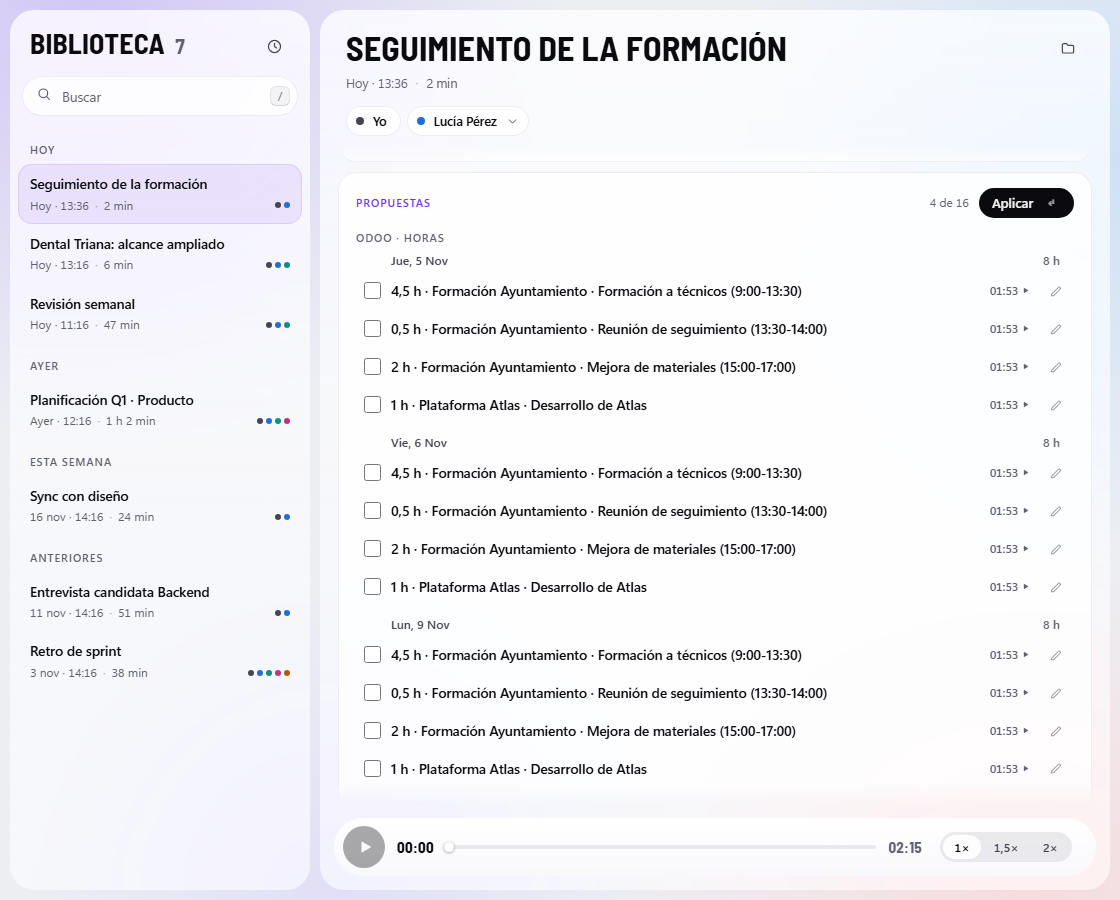 BIBLIOTECA 7
Buscar /
HOY
Seguimiento de la formación
Hoy · 13:36 · 2 min
Dental Triana: alcance ampliado
Hoy · 13:16 · 6 min
Revisión semanal
Hoy · 11:16 · 47 min
AYER
Planificación Q1 · Producto
Ayer · 12:16 · 1 h 2 min
ESTA SEMANA
Sync con diseño
16 nov · 14:16 · 24 min
ANTERIORES
Entrevista candidata Backend
11 nov · 14:16 · 51 min
Retro de sprint
3 nov · 14:16 · 38 min
SEGUIMIENTO DE LA FORMACIÓN
Hoy · 13:36 · 2 min
Yo Lucía Pérez
PROPUESTAS 4 de 16 Aplicar
ODOO · HORAS
Jue, 5 Nov 8 h
4,5 h · Formación Ayuntamiento · Formación a técnicos (9:00-13:30) 01:53
0,5 h · Formación Ayuntamiento · Reunión de seguimiento (13:30-14:00) 01:53
2 h · Formación Ayuntamiento · Mejora de materiales (15:00-17:00) 01:53
1 h · Plataforma Atlas · Desarrollo de Atlas 01:53
Vie, 6 Nov 8 h
4,5 h · Formación Ayuntamiento · Formación a técnicos (9:00-13:30) 01:53
0,5 h · Formación Ayuntamiento · Reunión de seguimiento (13:30-14:00) 01:53
2 h · Formación Ayuntamiento · Mejora de materiales (15:00-17:00) 01:53
1 h · Plataforma Atlas · Desarrollo de Atlas 01:53
Lun, 9 Nov 8 h
4,5 h · Formación Ayuntamiento · Formación a técnicos (9:00-13:30) 01:53
0,5 h · Formación Ayuntamiento · Reunión de seguimiento (13:30-14:00) 01:53
2 h · Formación Ayuntamiento · Mejora de materiales (15:00-17:00) 01:53
1 h · Plataforma Atlas · Desarrollo de Atlas 01:53
00:00 02:15 1× 1,5× 2×